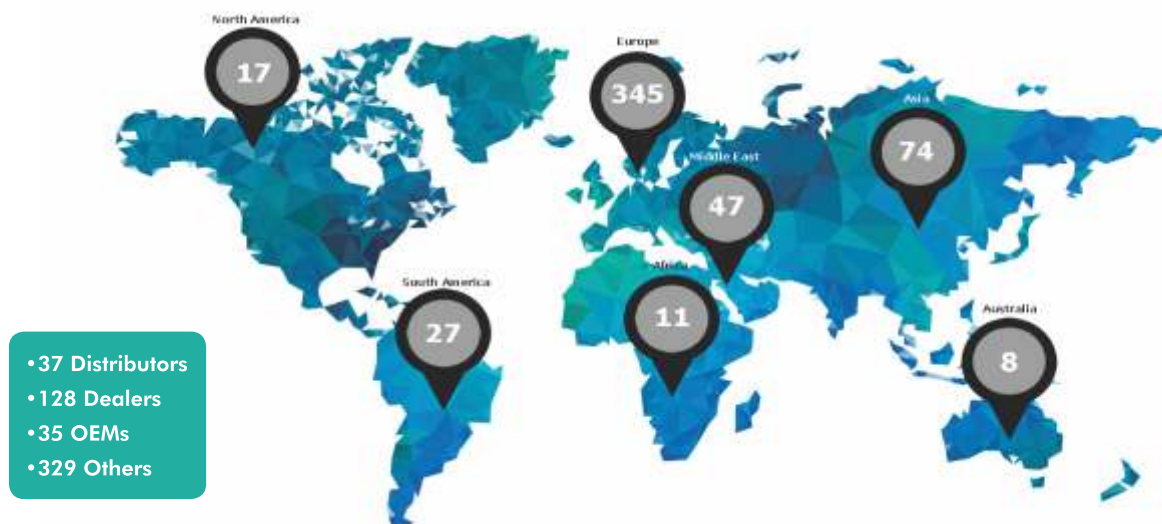 North America
17
Europe
345
Asia
74
Middle East
47
South America
27
Africa
11
Australia
8
•37 Distributors
•128 Dealers
•35 OEMs
•329 Others